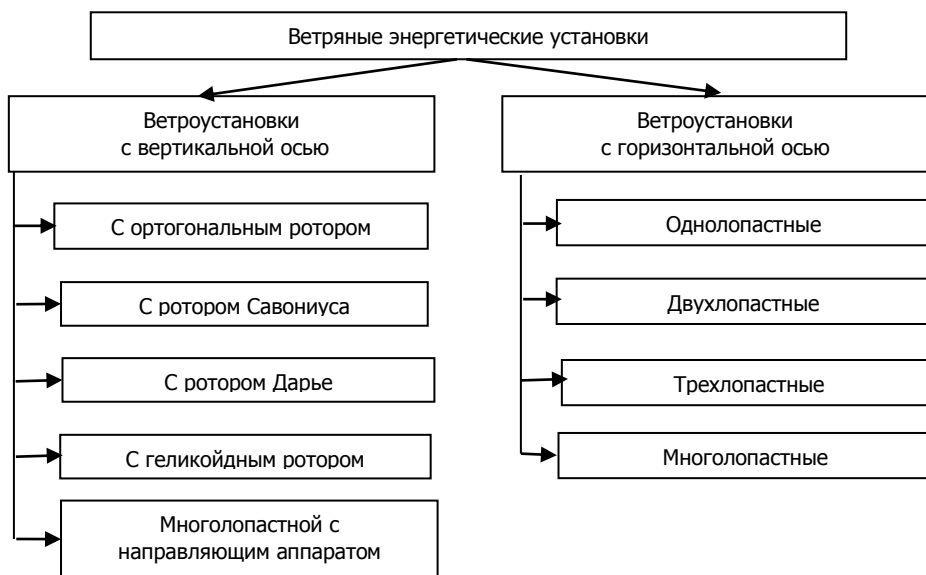 Ветряные энергетические установки
Ветроустановки
с вертикальной осью
Ветроустановки
с горизонтальной осью
С ортогональным ротором
С ротором Савониуса
С ротором Дарье
С геликойдным ротором
Многолопастной с
направляющим аппаратом
Однолопастные
Двухлопастные
Трехлопастные
Многолопастные